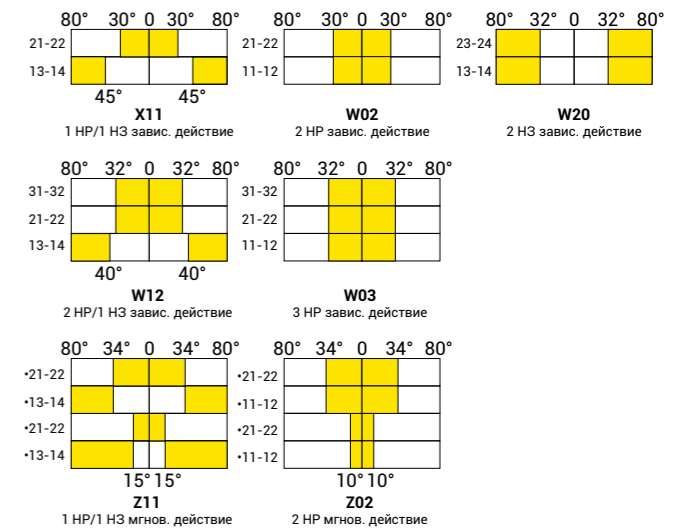 80° 30° 0 30° 80°
21-22
13-14
45° 45°
X11
1 НР/1 НЗ завис. действие
80° 30° 0 30° 80°
21-22
11-12
W02
2 НР завис. действие
80° 32° 0 32° 80°
23-24
13-14
W20
2 НЗ завис. действие
80° 32° 0 32° 80°
31-32
21-22
13-14
40° 40°
W12
2 НР/1 НЗ завис. действие
80° 32° 0 32° 80°
31-32
21-22
11-12
W03
3 НР завис. действие
80° 34° 0 34° 80°
•21-22
•13-14
•21-22
•13-14
15° 15°
Z11
1 НР/1 НЗ мгнов. действие
80° 34° 0 34° 80°
•21-22
•11-12
•21-22
•11-12
10° 10°
Z02
2 НР мгнов. действие